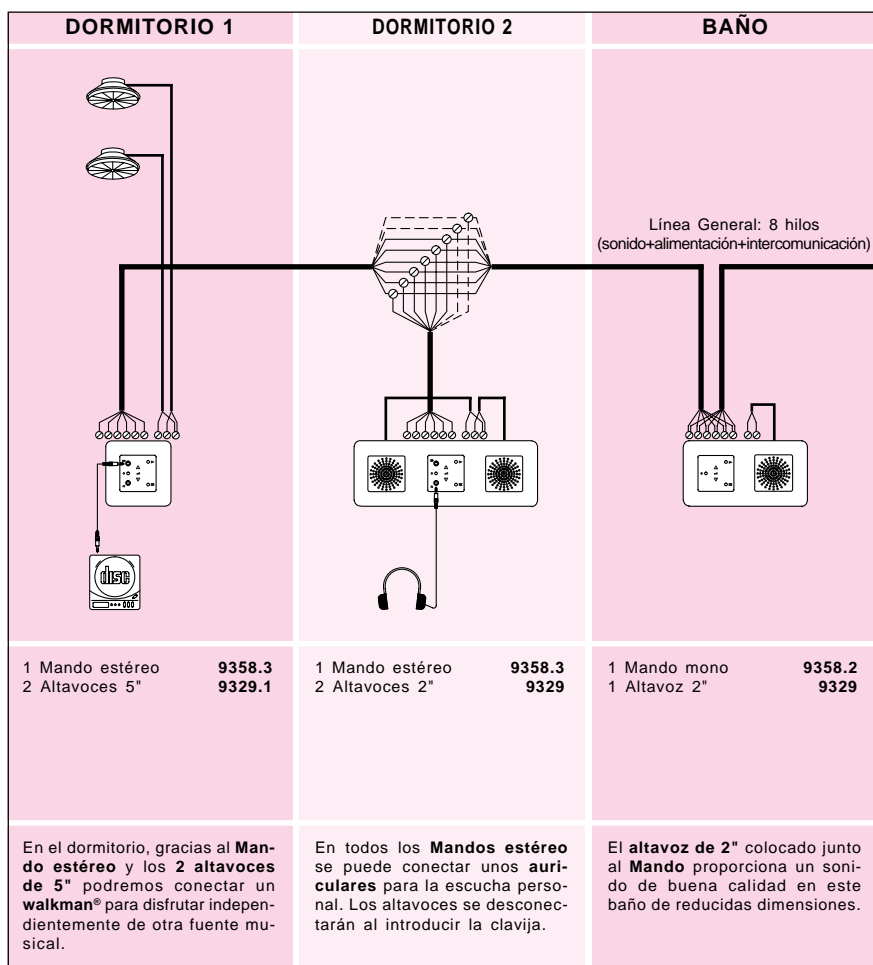 DORMITORIO 1
DORMITORIO 2
BAÑO
Línea General: 8 hilos
(sonido+alimentación+intercomunicación)
disc
1 Mando estéreo 9358.3
2 Altavoces 5" 9329.1
1 Mando estéreo 9358.3
2 Altavoces 2" 9329
1 Mando mono 9358.2
1 Altavoz 2" 9329
En el dormitorio, gracias al Man-
do estéreo y los 2 altavoces
de 5" podremos conectar un
walkman® para disfrutar indepen-
dientemente de otra fuente mu-
sical.
En todos los Mandos estéreo
se puede conectar unos auri-
culares para la escucha perso-
nal. Los altavoces se desconec-
tarán al introducir la clavija.
El altavoz de 2" colocado junto
al Mando proporciona un soni-
do de buena calidad en este
baño de reducidas dimensiones.